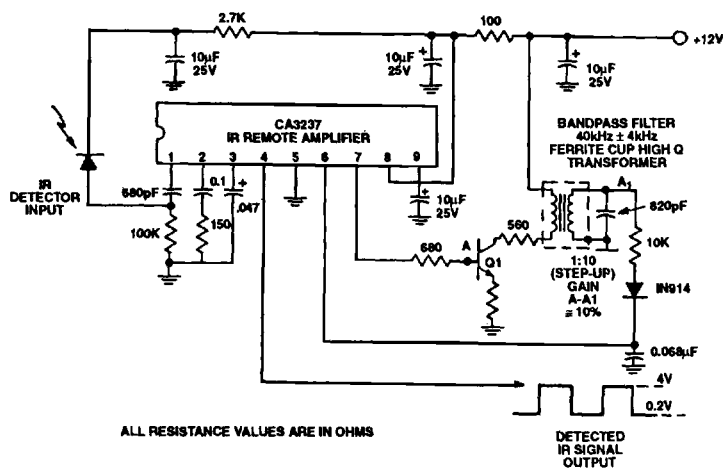 2.7K
100
+12V
10μF
25V
+
10μF
25V
+
10μF
25V
CA3237
IR REMOTE AMPLIFIER
1 2 3 4 5 6 7 8 9
BANDPASS FILTER
40kHz ± 4kHz
FERRITE CUP HIGH Q
TRANSFORMER
A1
IR
DETECTOR
INPUT
680pF
0.1
+
.047
+
10μF
25V
820pF
100K
150
680
A
Q1
560
10K
1:10
(STEP-UP)
GAIN
A-A1
≅ 10%
IN914
0.068μF
4V
0.2V
ALL RESISTANCE VALUES ARE IN OHMS
DETECTED
IR SIGNAL
OUTPUT